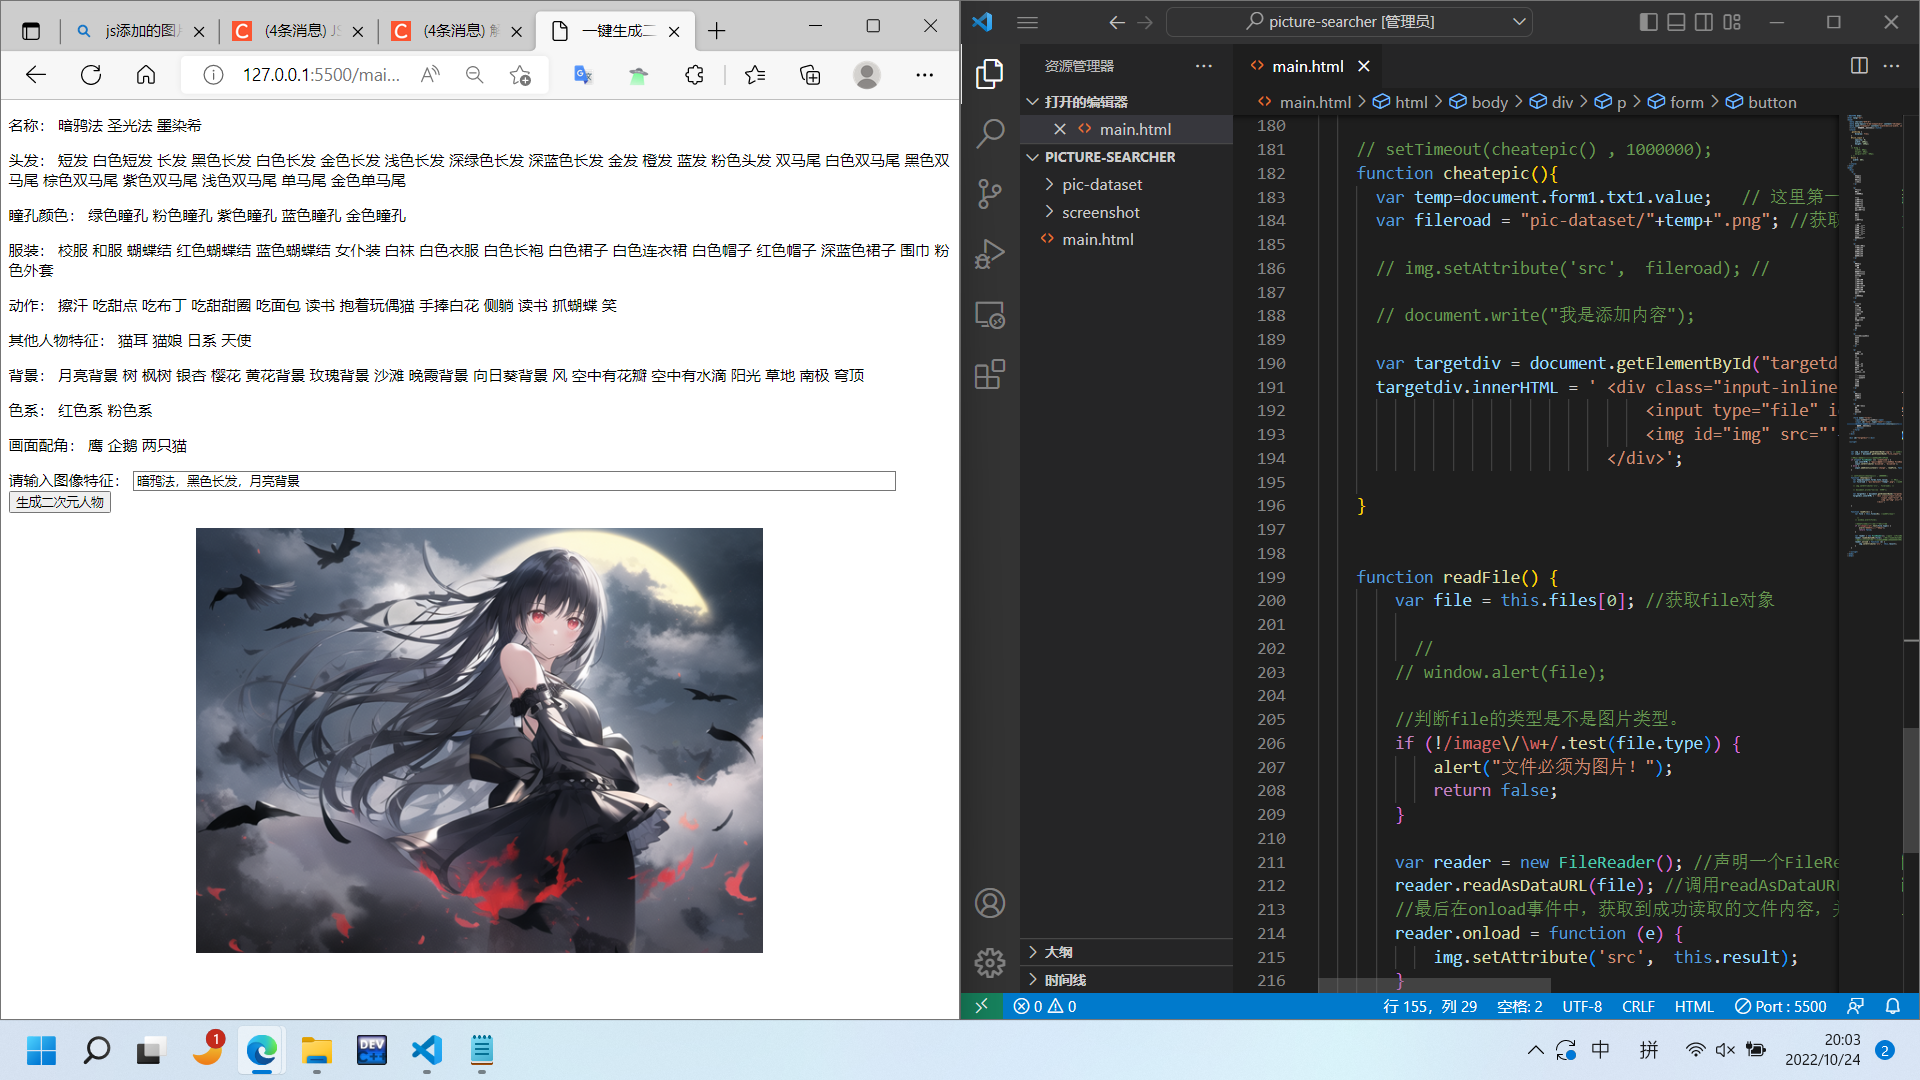 js添加的图片
(4条消息) JS
(4条消息) 解
一键生成二
127.0.0.1:5500/mai...
名称： 暗鸦法 圣光法 墨染希
头发： 短发 白色短发 长发 黑色长发 白色长发 金色长发 浅色长发 深绿色长发 深蓝色长发 金发 橙发 蓝发 粉色头发 双马尾 白色双马尾 黑色双
马尾 棕色双马尾 紫色双马尾 浅色双马尾 单马尾 金色单马尾
瞳孔颜色： 绿色瞳孔 粉色瞳孔 紫色瞳孔 蓝色瞳孔 金色瞳孔
服装： 校服 和服 蝴蝶结 红色蝴蝶结 蓝色蝴蝶结 女仆装 白袜 白色衣服 白色长袍 白色裙子 白色连衣裙 白色帽子 红色帽子 深蓝色裙子 围巾 粉
色外套
动作： 擦汗 吃甜点 吃布丁 吃甜甜圈 吃面包 读书 抱着玩偶猫 手捧白花 侧躺 读书 抓蝴蝶 笑
其他人物特征： 猫耳 猫娘 日系 天使
背景： 月亮背景 树 枫树 银杏 樱花 黄花背景 玫瑰背景 沙滩 晚霞背景 向日葵背景 风 空中有花瓣 空中有水滴 阳光 草地 南极 穹顶
色系： 红色系 粉色系
画面配角： 鹰 企鹅 两只猫
请输入图像特征： 暗鸦法，黑色长发，月亮背景
生成二次元人物
picture-searcher [管理员]
资源管理器
打开的编辑器
main.html
PICTURE-SEARCHER
pic-dataset
screenshot
main.html
大纲
时间线
main.html
main.html > html > body > div > p > form > button
180
181 // setTimeout(cheatepic() , 1000000);
182 function cheatepic(){
183 var temp=document.form1.txt1.value; // 这里第一
184 var fileroad = "pic-dataset/"+temp+".png"; //获取
185
186 // img.setAttribute('src', fileroad); //
187
188 // document.write("我是添加内容");
189
190 var targetdiv = document.getElementById("targetd
191 targetdiv.innerHTML = ' <div class="input-inline
192 <input type="file" i
193 <img id="img" src="'
194 </div>';
195
196 }
197
198
199 function readFile() {
200 var file = this.files[0]; //获取file对象
201
202 //
203 // window.alert(file);
204
205 //判断file的类型是不是图片类型。
206 if (!/image\/\w+/.test(file.type)) {
207 alert("文件必须为图片！");
208 return false;
209 }
210
211 var reader = new FileReader(); //声明一个FileRe
212 reader.readAsDataURL(file); //调用readAsDataUR
213 //最后在onload事件中，获取到成功读取的文件内容，
214 reader.onload = function (e) {
215 img.setAttribute('src', this.result);
216 }
0 0
行 155，列 29
空格: 2
UTF-8
CRLF
HTML
Port : 5500
1
DEV
中
拼
20:03
2022/10/24
2